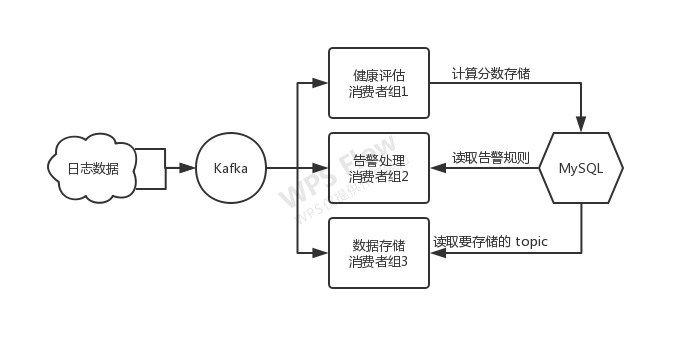 健康评估
消费者组1
计算分数存储
日志数据
Kafka
告警处理
消费者组2
读取告警规则
MySQL
数据存储
消费者组3
读取要存储的 topic
WPS Flow